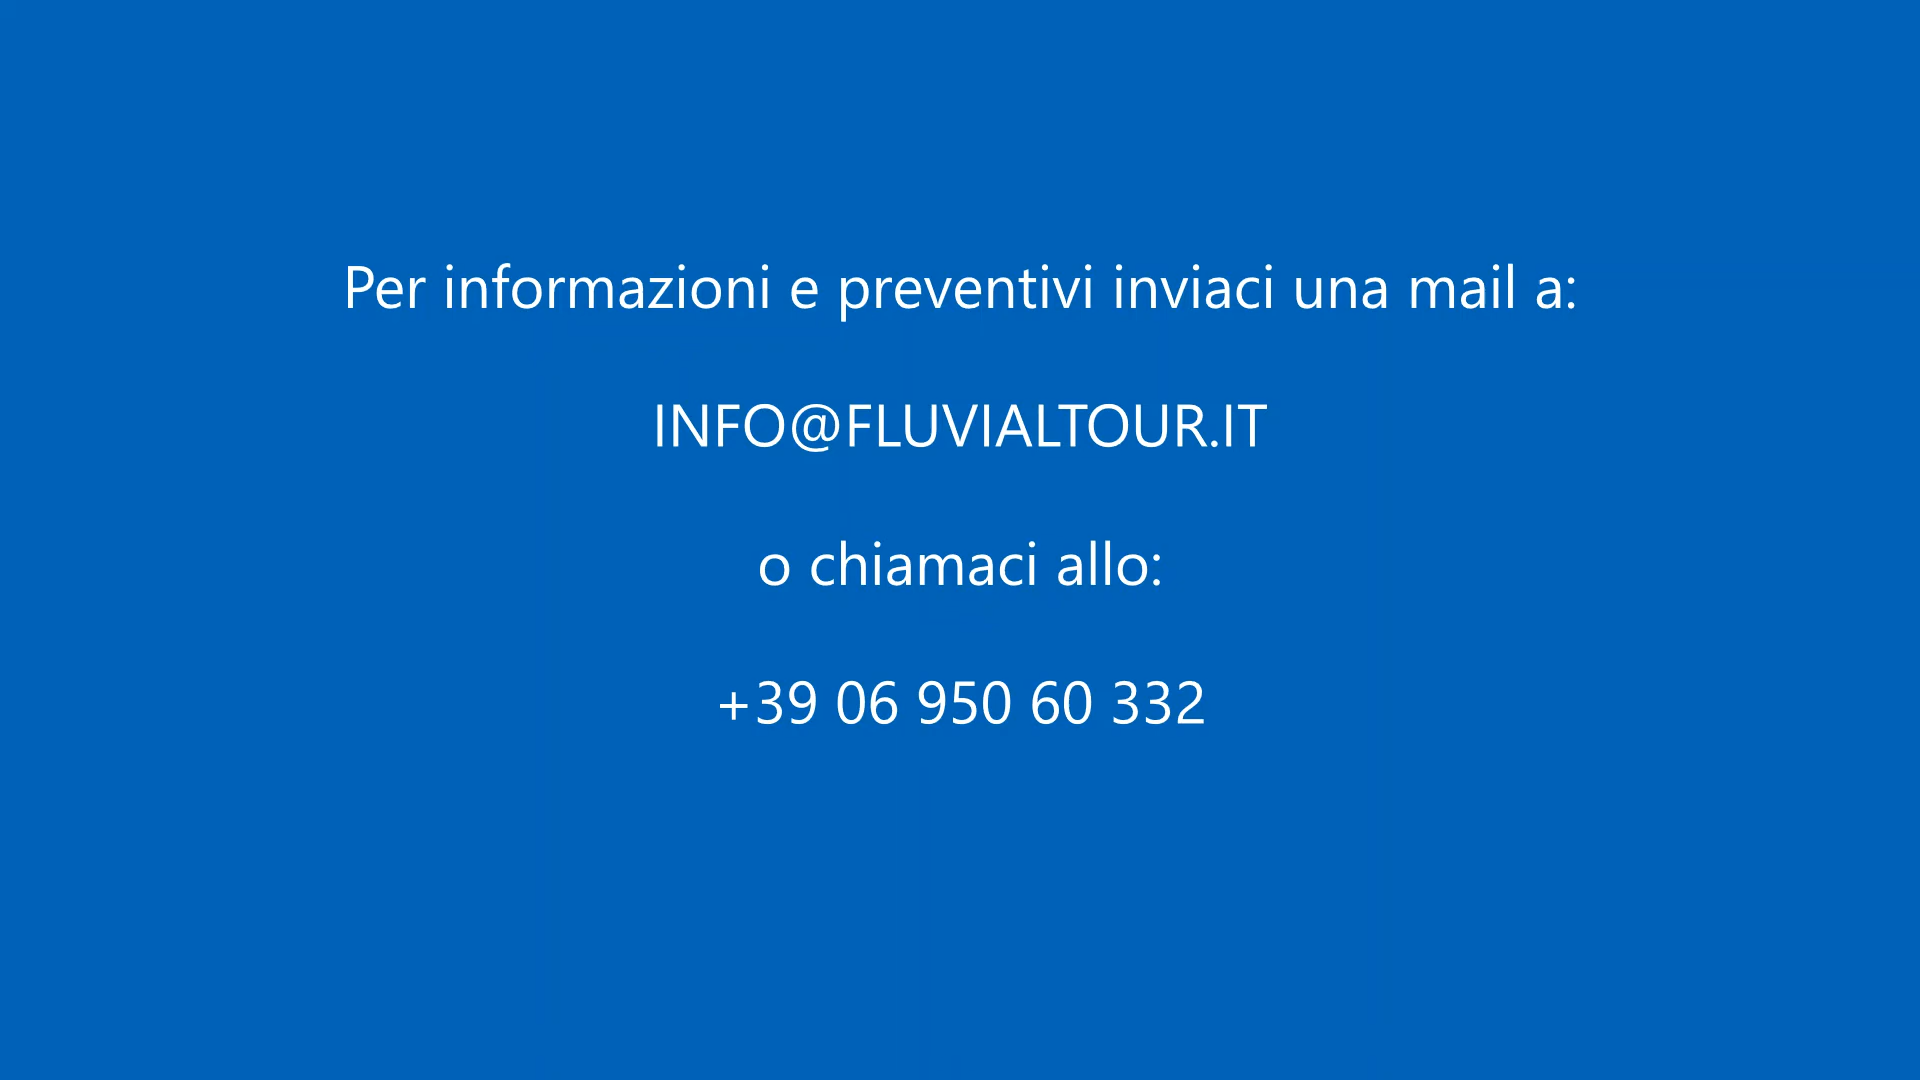 Per informazioni e preventivi inviaci una mail a:
INFO@FLUVIALTOUR.IT
o chiamaci allo:
+39 06 950 60 332